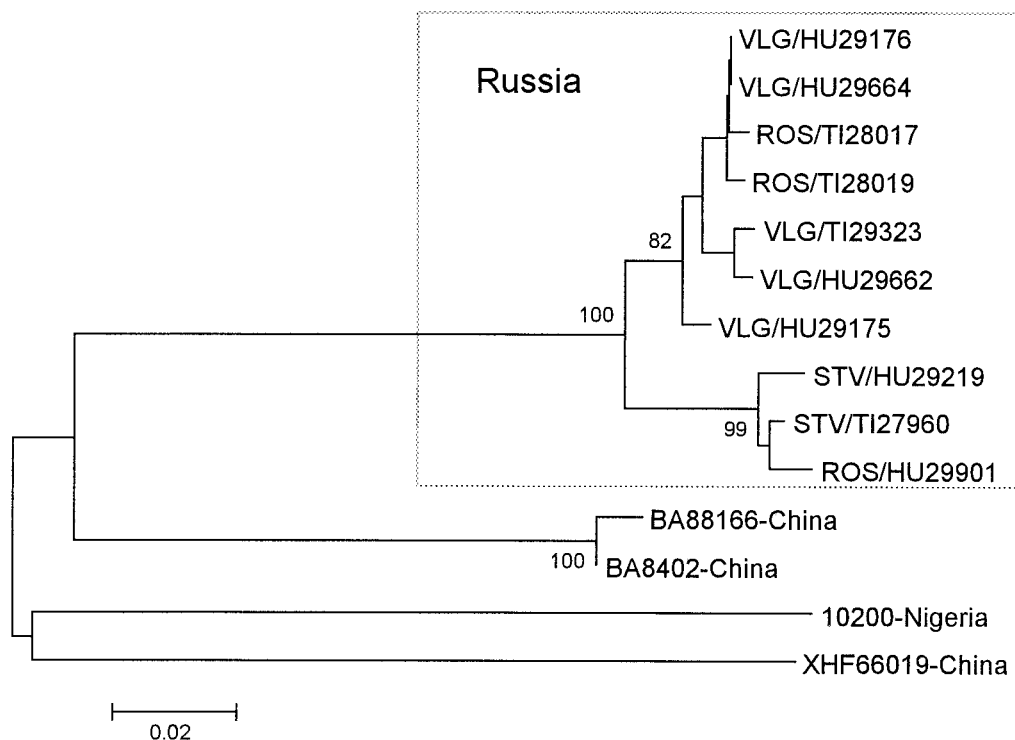 VLG/HU29176
Russia
VLG/HU29664
ROS/TI28017
ROS/TI28019
VLG/TI29323
82
VLG/HU29662
100
VLG/HU29175
STV/HU29219
STV/TI27960
99
ROS/HU29901
BA88166-China
100
BA8402-China
10200-Nigeria
XHF66019-China
0.02